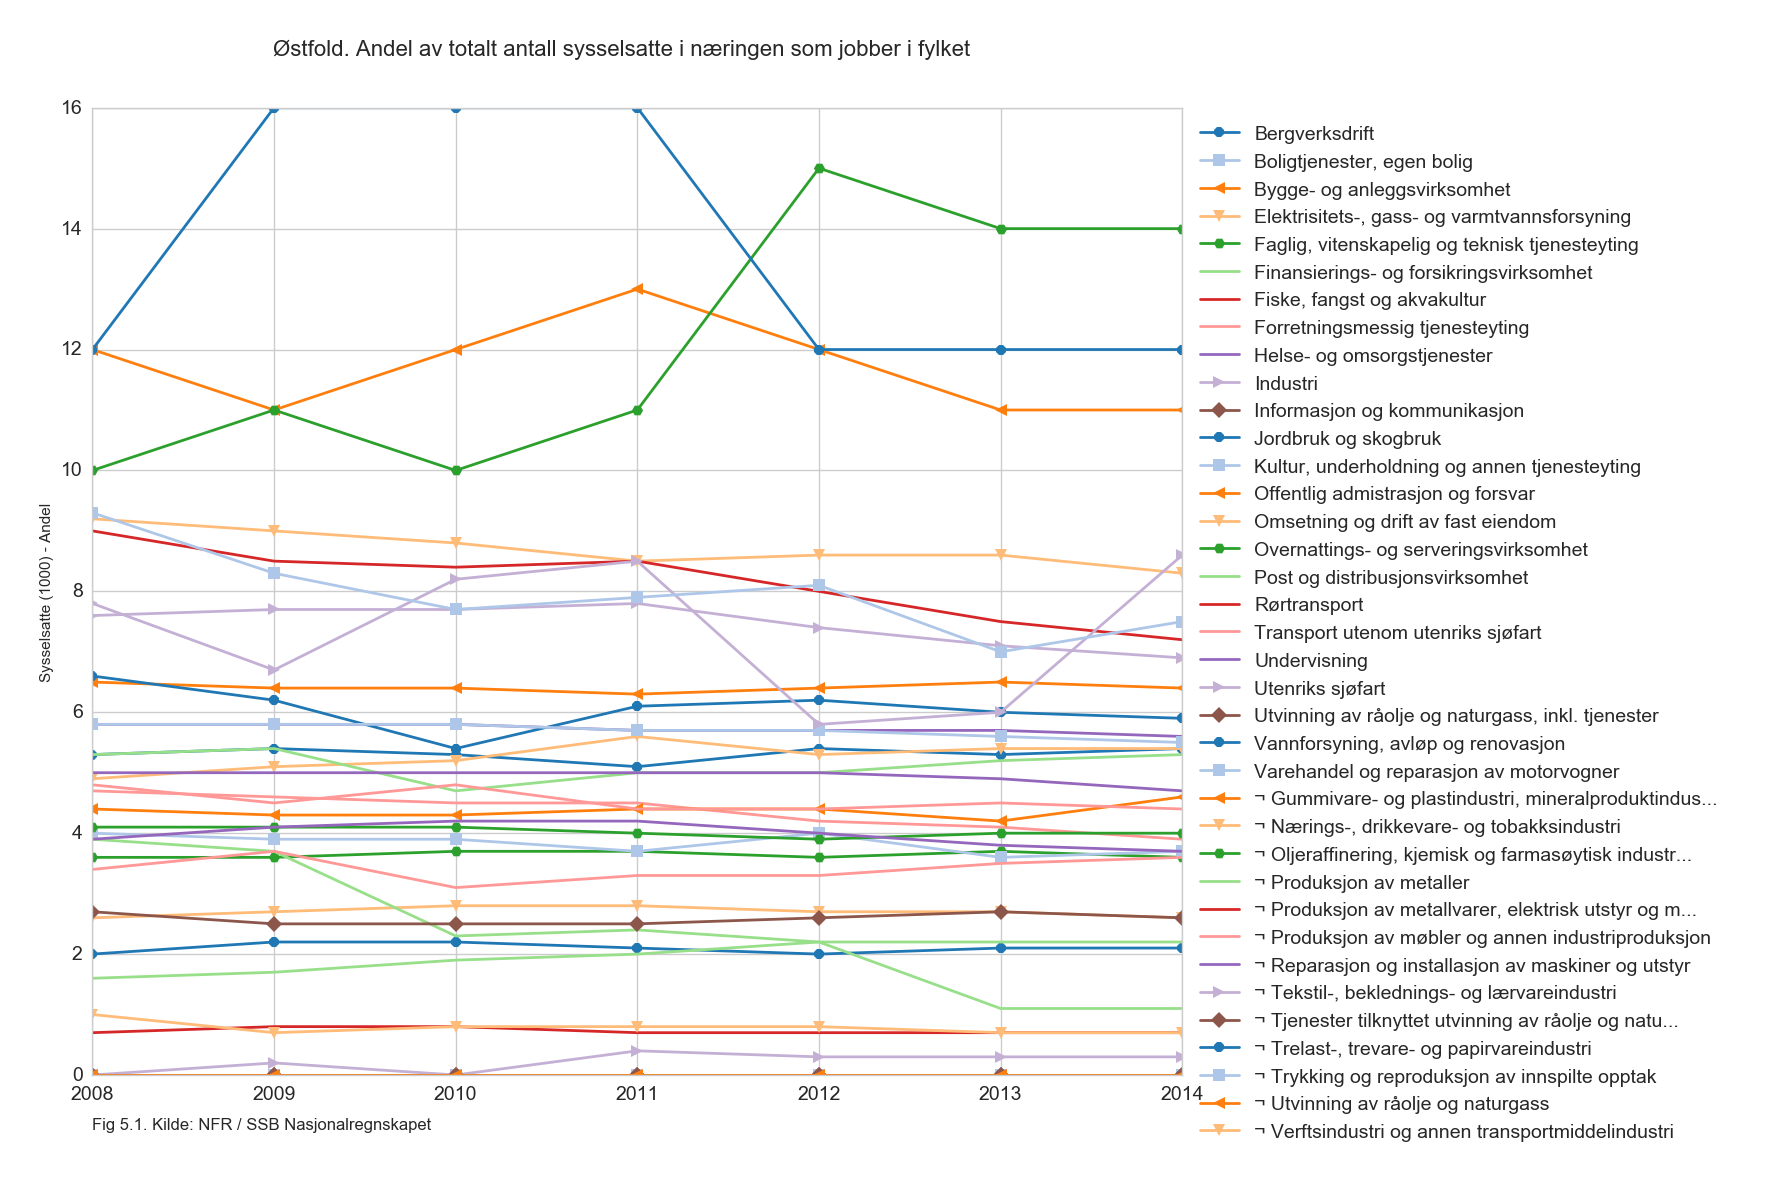 Østfold. Andel av totalt antall sysselsatte i næringen som jobber i fylket
16
14
12
10
8
6
4
2
0
Sysselsatte (1000) - Andel
2008
2009
2010
2011
2012
2013
2014
Fig 5.1. Kilde: NFR / SSB Nasjonalregnskapet
Bergverksdrift
Boligtjenester, egen bolig
Bygge- og anleggsvirksomhet
Elektrisitets-, gass- og varmtvannsforsyning
Faglig, vitenskapelig og teknisk tjenesteyting
Finansierings- og forsikringsvirksomhet
Fiske, fangst og akvakultur
Forretningsmessig tjenesteyting
Helse- og omsorgstjenester
Industri
Informasjon og kommunikasjon
Jordbruk og skogbruk
Kultur, underholdning og annen tjenesteyting
Offentlig admistrasjon og forsvar
Omsetning og drift av fast eiendom
Overnattings- og serveringsvirksomhet
Post og distribusjonsvirksomhet
Rørtransport
Transport utenom utenriks sjøfart
Undervisning
Utenriks sjøfart
Utvinning av råolje og naturgass, inkl. tjenester
Vannforsyning, avløp og renovasjon
Varehandel og reparasjon av motorvogner
¬ Gummivare- og plastindustri, mineralproduktindus...
¬ Nærings-, drikkevare- og tobakksindustri
¬ Oljeraffinering, kjemisk og farmasøytisk industr...
¬ Produksjon av metaller
¬ Produksjon av metallvarer, elektrisk utstyr og m...
¬ Produksjon av møbler og annen industriproduksjon
¬ Reparasjon og installasjon av maskiner og utstyr
¬ Tekstil-, beklednings- og lærvareindustri
¬ Tjenester tilknyttet utvinning av råolje og natu...
¬ Trelast-, trevare- og papirvareindustri
¬ Trykking og reproduksjon av innspilte opptak
¬ Utvinning av råolje og naturgass
¬ Verftsindustri og annen transportmiddelindustri